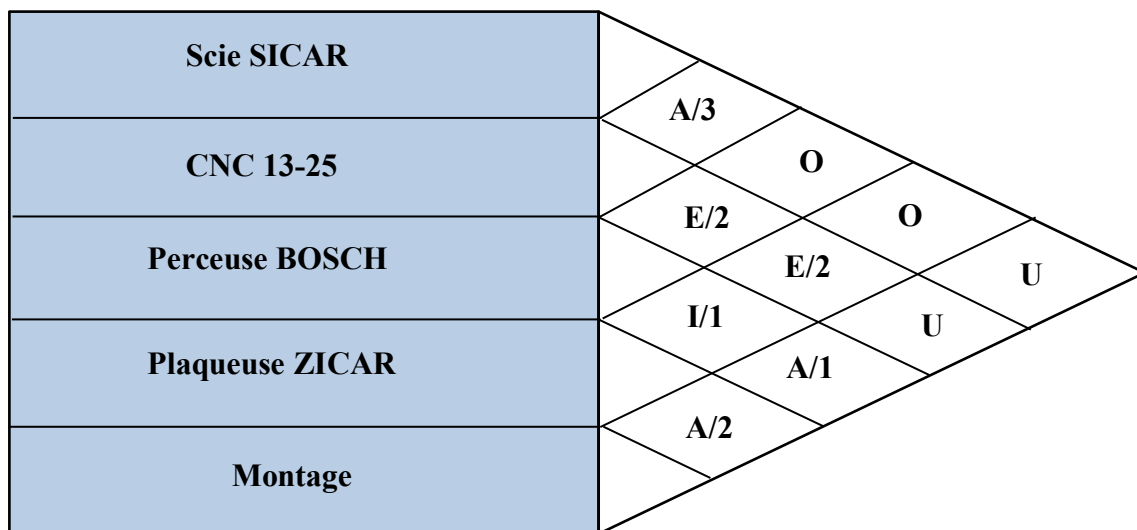 Scie SICAR
CNC 13-25
Perceuse BOSCH
Plaqueuse ZICAR
Montage
A/3
O
E/2
O
E/2
U
I/1
U
A/1
A/2